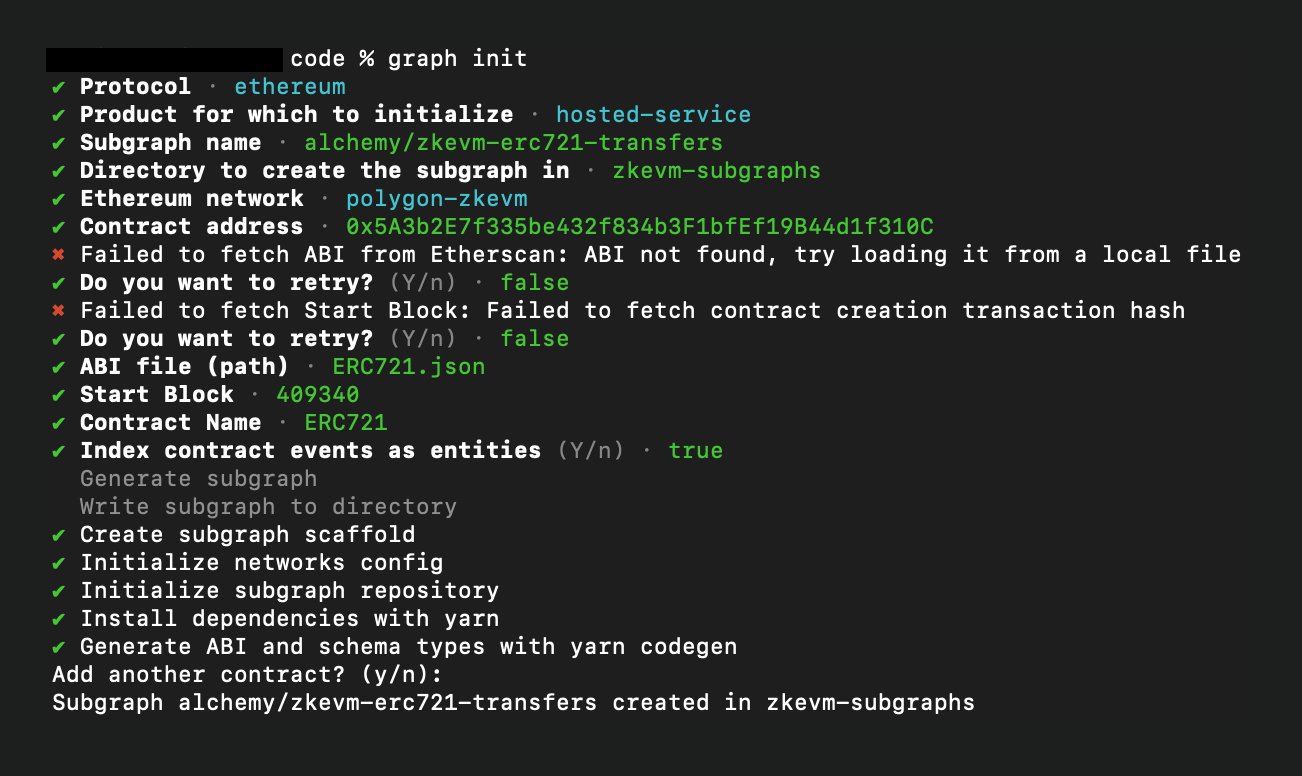 code % graph init
✔ Protocol · ethereum
✔ Product for which to initialize · hosted-service
✔ Subgraph name · alchemy/zkevm-erc721-transfers
✔ Directory to create the subgraph in · zkevm-subgraphs
✔ Ethereum network · polygon-zkevm
✔ Contract address · 0x5A3b2E7f335be432f834b3F1bfEf19B44d1f310C
✖ Failed to fetch ABI from Etherscan: ABI not found, try loading it from a local file
✔ Do you want to retry? (Y/n) · false
✖ Failed to fetch Start Block: Failed to fetch contract creation transaction hash
✔ Do you want to retry? (Y/n) · false
✔ ABI file (path) · ERC721.json
✔ Start Block · 409340
✔ Contract Name · ERC721
✔ Index contract events as entities (Y/n) · true
Generate subgraph
Write subgraph to directory
✔ Create subgraph scaffold
✔ Initialize networks config
✔ Initialize subgraph repository
✔ Install dependencies with yarn
✔ Generate ABI and schema types with yarn codegen
Add another contract? (y/n):
Subgraph alchemy/zkevm-erc721-transfers created in zkevm-subgraphs